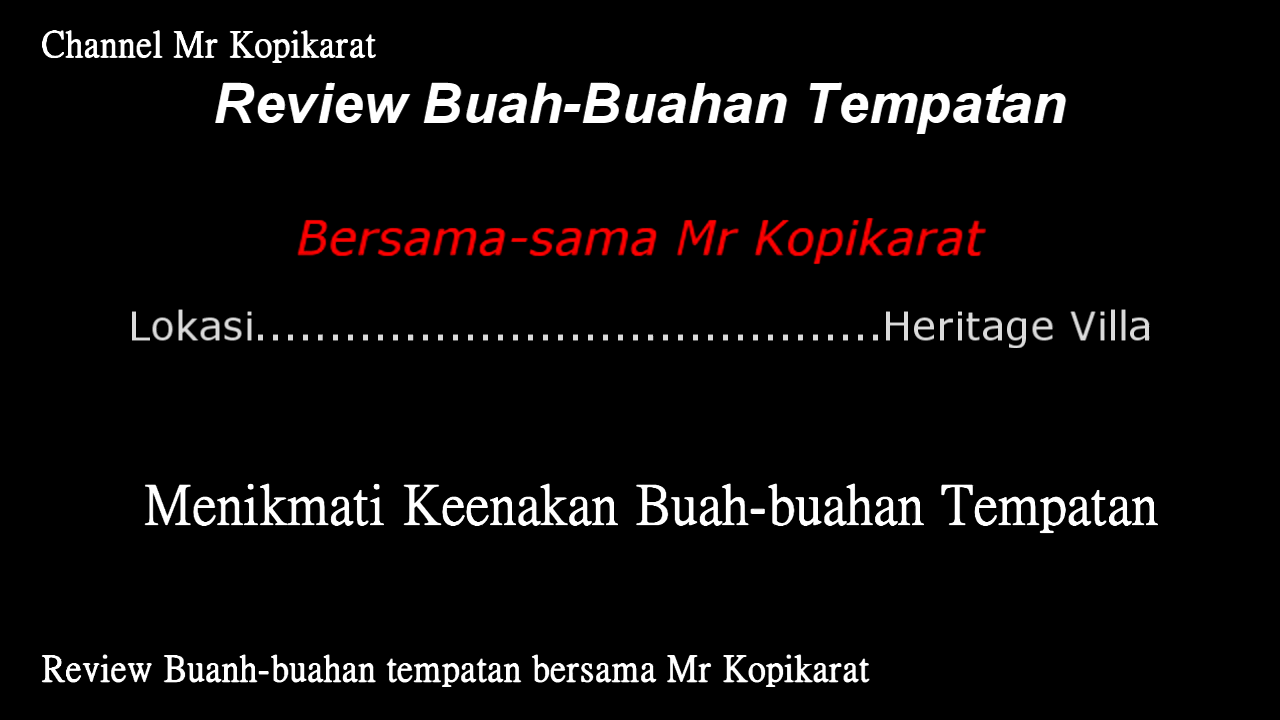 Channel Mr Kopikarat
Review Buah-Buahan Tempatan
Bersama-sama Mr Kopikarat
Lokasi..........................................Heritage Villa
Menikmati Keenakan Buah-buahan Tempatan
Review Buanh-buahan tempatan bersama Mr Kopikarat